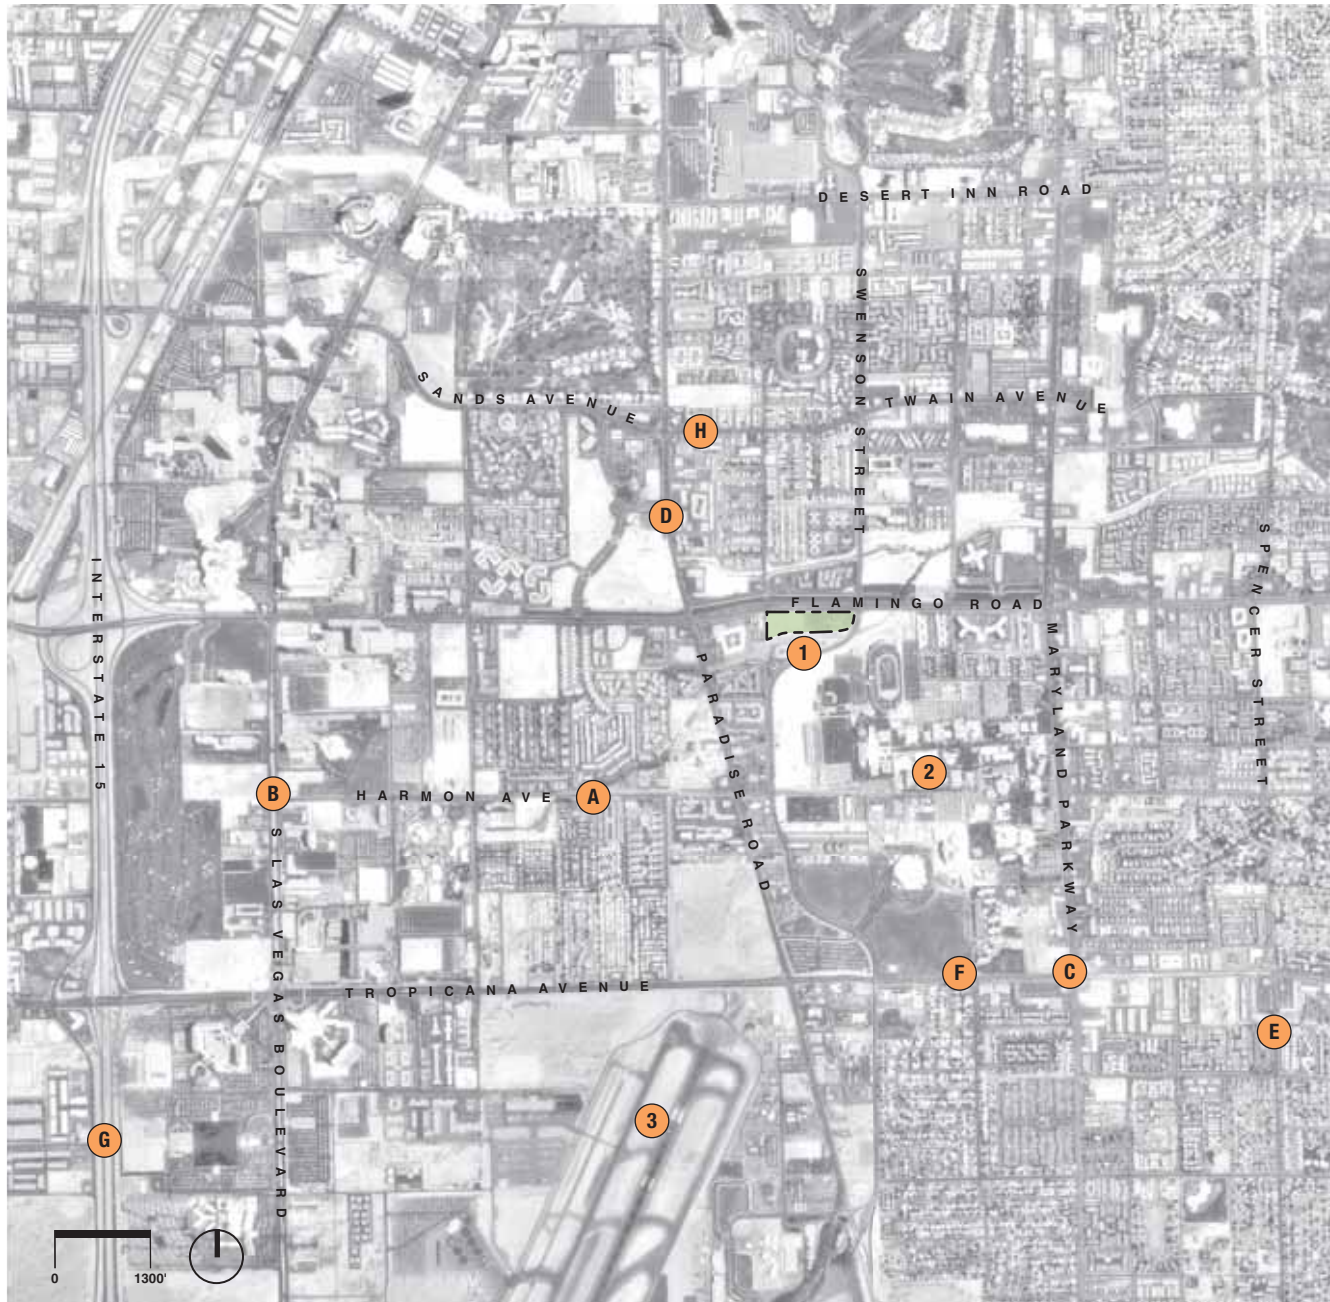 DESERT INN ROAD
SWENSON STREET
SANDS AVENUE
TWAIN AVENUE
H
D
SPENCER STREET
INTERSTATE 15
FLAMINGO ROAD
1
MARYLAND PARKWAY
PARADISE ROAD
2
B
HARMON AVE
A
S LAS VEGAS BOULEVARD
F
C
TROPICANA AVENUE
E
3
G
0
1300'